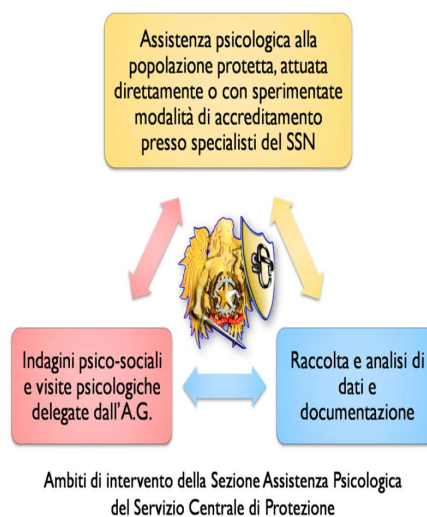 Assistenza psicologica alla
popolazione protetta, attuata
direttamente o con sperimentate
modalità di accreditamento
presso specialisti del SSN
Indagini psico-sociali
e visite psicologiche
delegate dall'A.G.
Raccolta e analisi di
dati e
documentazione
Ambiti di intervento della Sezione Assistenza Psicologica
del Servizio Centrale di Protezione